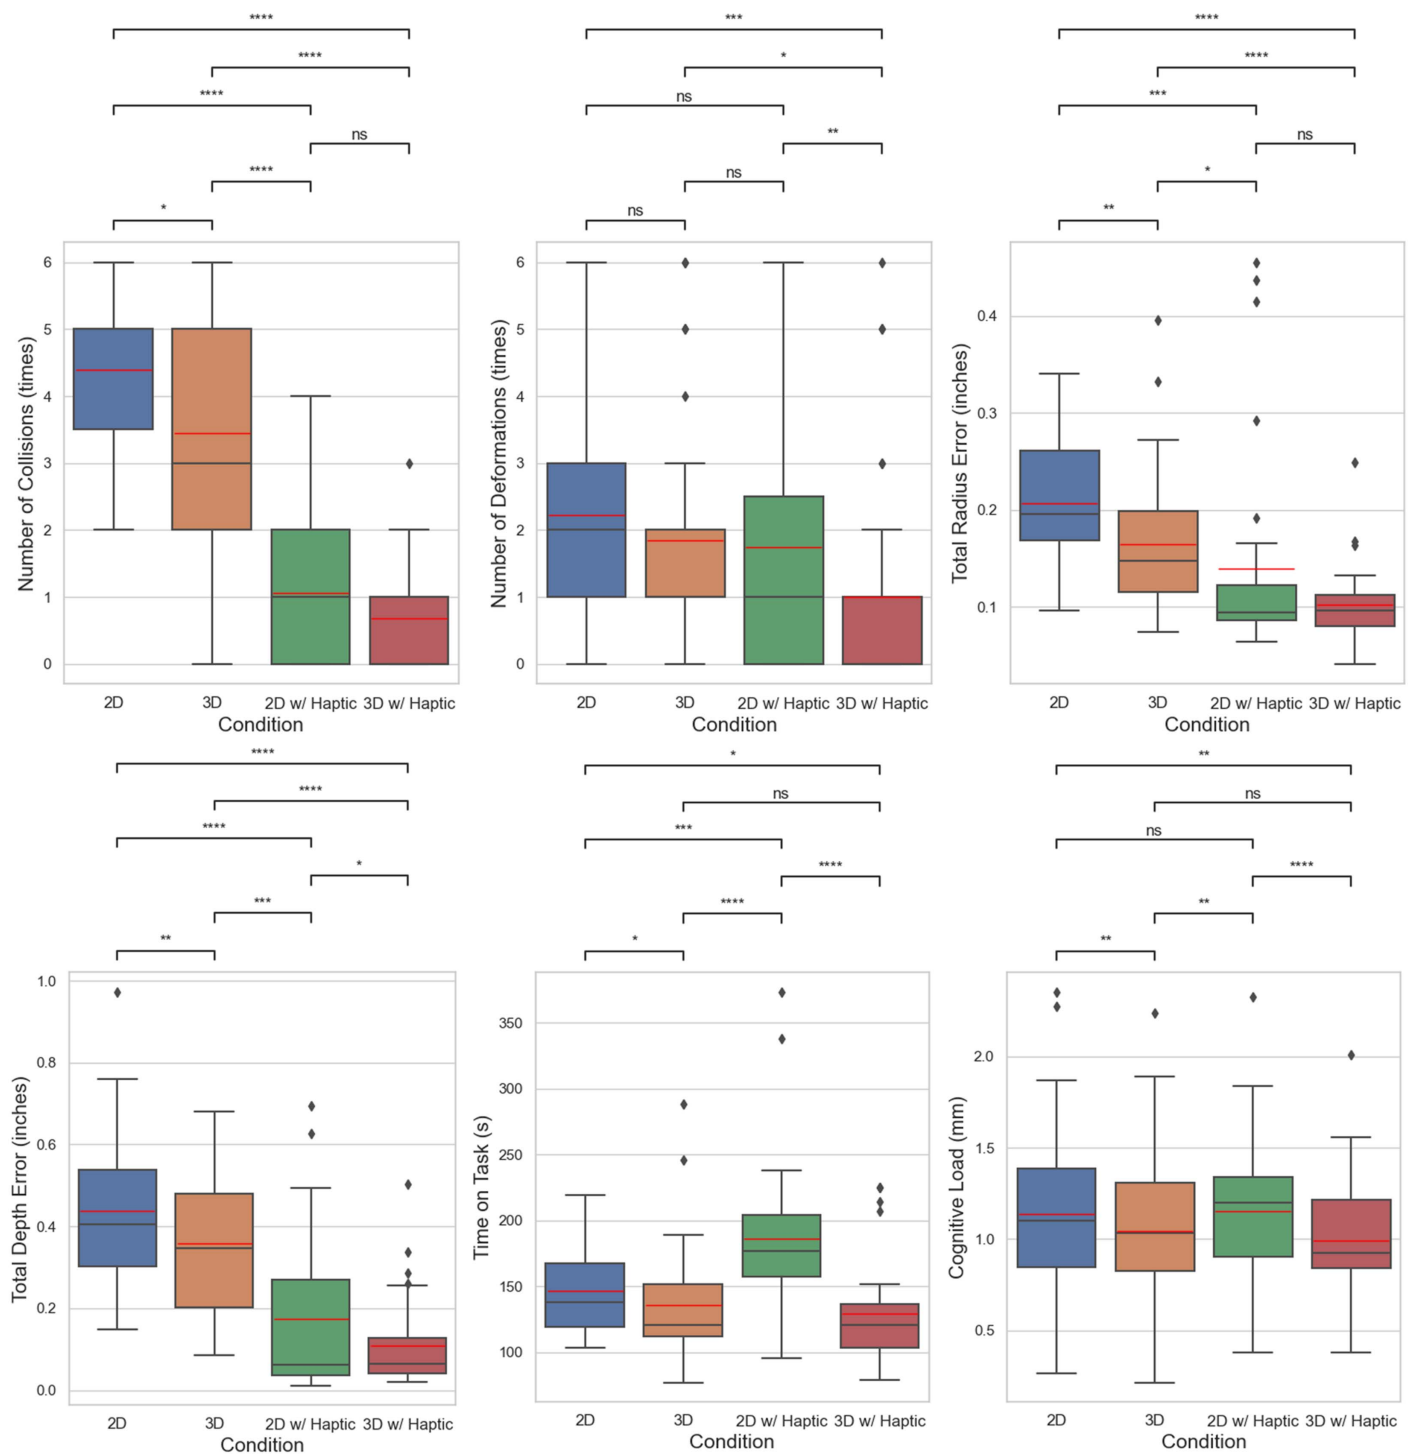 ****
****
****
ns
****
*
Number of Collisions (times)
6
5
4
3
2
1
0
2D 3D 2D w/ Haptic 3D w/ Haptic
Condition
***
*
ns
**
ns
ns
Number of Deformations (times)
6
5
4
3
2
1
0
2D 3D 2D w/ Haptic 3D w/ Haptic
Condition
****
****
***
ns
*
**
Total Radius Error (inches)
0.4
0.3
0.2
0.1
2D 3D 2D w/ Haptic 3D w/ Haptic
Condition
****
****
****
*
***
**
Total Depth Error (inches)
1.0
0.8
0.6
0.4
0.2
0.0
2D 3D 2D w/ Haptic 3D w/ Haptic
Condition
*
ns
***
****
****
*
Time on Task (s)
350
300
250
200
150
100
2D 3D 2D w/ Haptic 3D w/ Haptic
Condition
**
ns
ns
****
**
**
Cognitive Load (mm)
2.0
1.5
1.0
0.5
2D 3D 2D w/ Haptic 3D w/ Haptic
Condition